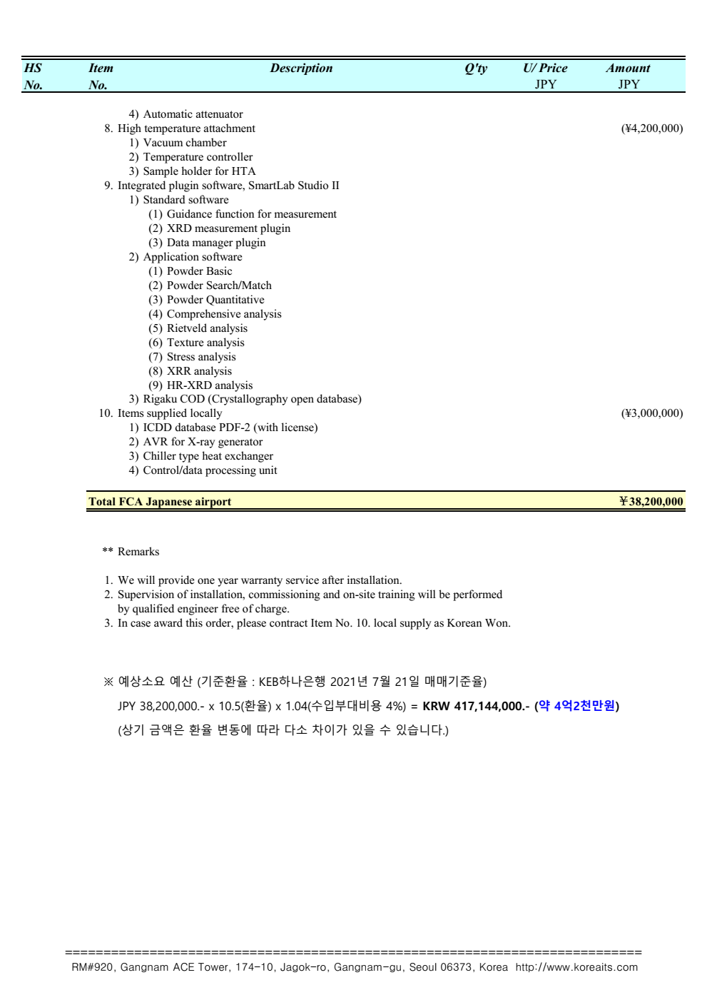 HS Item Description Q'ty U/ Price Amount
No. No. JPY JPY
4) Automatic attenuator
8. High temperature attachment (¥4,200,000)
1) Vacuum chamber
2) Temperature controller
3) Sample holder for HTA
9. Integrated plugin software, SmartLab Studio II
1) Standard software
(1) Guidance function for measurement
(2) XRD measurement plugin
(3) Data manager plugin
2) Application software
(1) Powder Basic
(2) Powder Search/Match
(3) Powder Quantitative
(4) Comprehensive analysis
(5) Rietveld analysis
(6) Texture analysis
(7) Stress analysis
(8) XRR analysis
(9) HR-XRD analysis
3) Rigaku COD (Crystallography open database)
10. Items supplied locally (¥3,000,000)
1) ICDD database PDF-2 (with license)
2) AVR for X-ray generator
3) Chiller type heat exchanger
4) Control/data processing unit
Total FCA Japanese airport ￥38,200,000
** Remarks
1. We will provide one year warranty service after installation.
2. Supervision of installation, commissioning and on-site training will be performed
by qualified engineer free of charge.
3. In case award this order, please contract Item No. 10. local supply as Korean Won.
※ 예상소요 예산 (기준환율 : KEB하나은행 2021년 7월 21일 매매기준율)
JPY 38,200,000.- x 10.5(환율) x 1.04(수입부대비용 4%) = KRW 417,144,000.- (약 4억2천만원)
(상기 금액은 환율 변동에 따라 다소 차이가 있을 수 있습니다.)
===========================================================================
RM#920, Gangnam ACE Tower, 174-10, Jagok-ro, Gangnam-gu, Seoul 06373, Korea http://www.koreaits.com